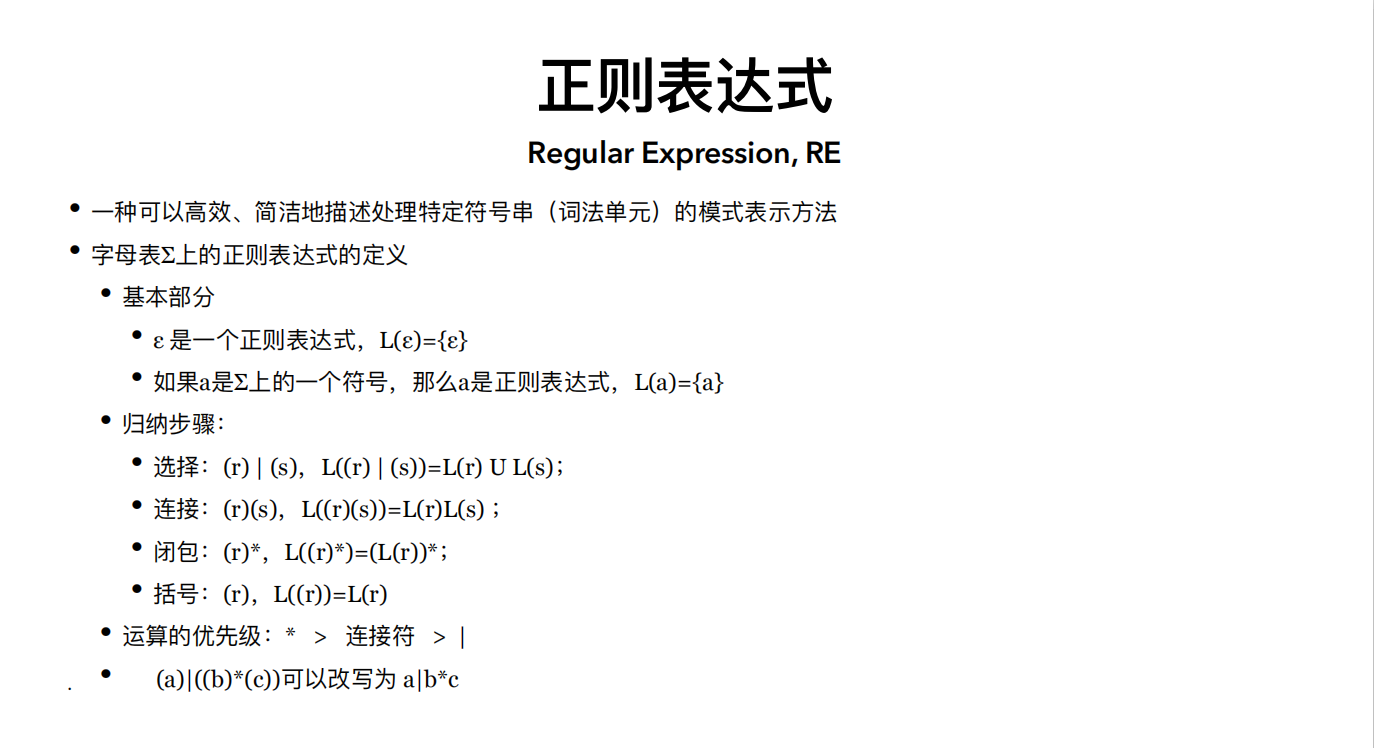 正则表达式
Regular Expression, RE
• 一种可以高效、简洁地描述处理特定符号串（词法单元）的模式表示方法
• 字母表Σ上的正则表达式的定义
• 基本部分
• ε 是一个正则表达式，L(ε)={ε}
• 如果a是Σ上的一个符号，那么a是正则表达式，L(a)={a}
• 归纳步骤：
• 选择：(r) | (s)，L((r) | (s))=L(r) U L(s)；
• 连接：(r)(s)，L((r)(s))=L(r)L(s)；
• 闭包：(r)*，L((r)*)=(L(r))*；
• 括号：(r)，L((r))=L(r)
• 运算的优先级：* > 连接符 > |
• (a)|((b)*(c))可以改写为 a|b*c
.